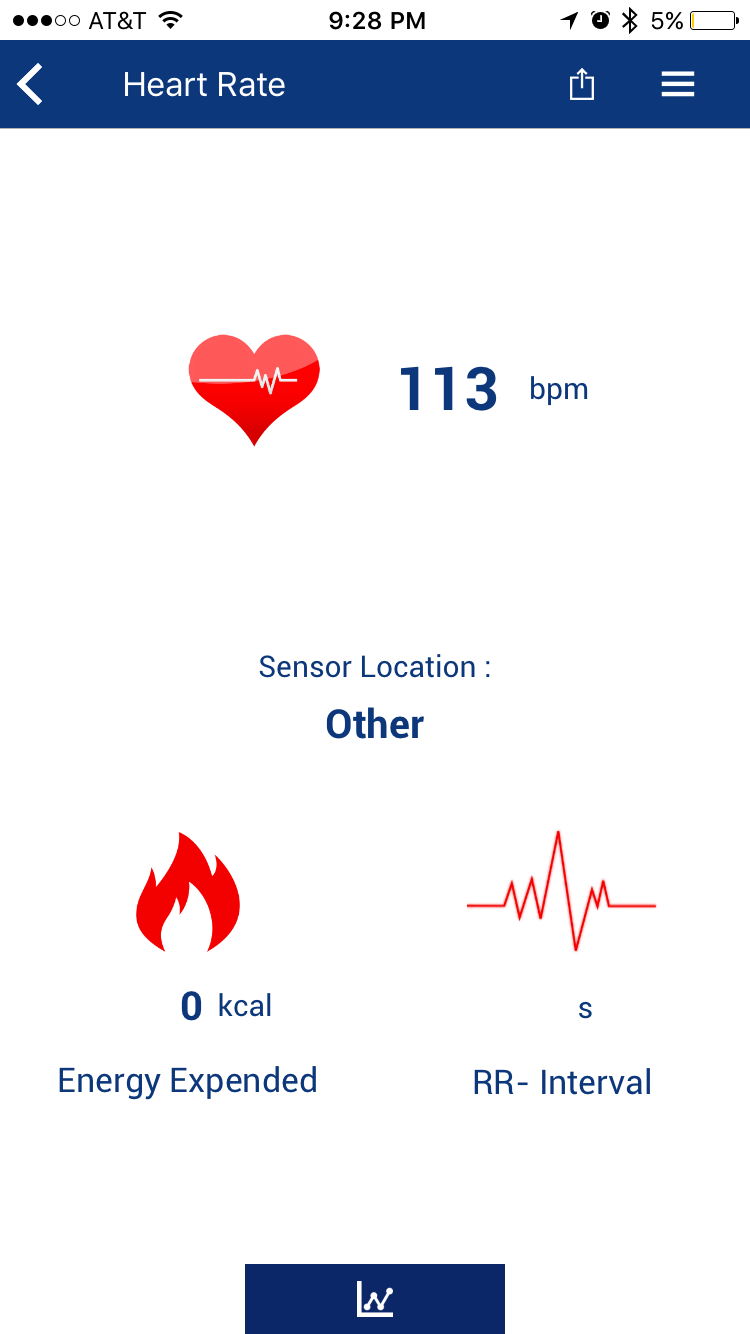 AT&T 9:28 PM 5%
Heart Rate
113 bpm
Sensor Location :
Other
0 kcal s
Energy Expended RR- Interval